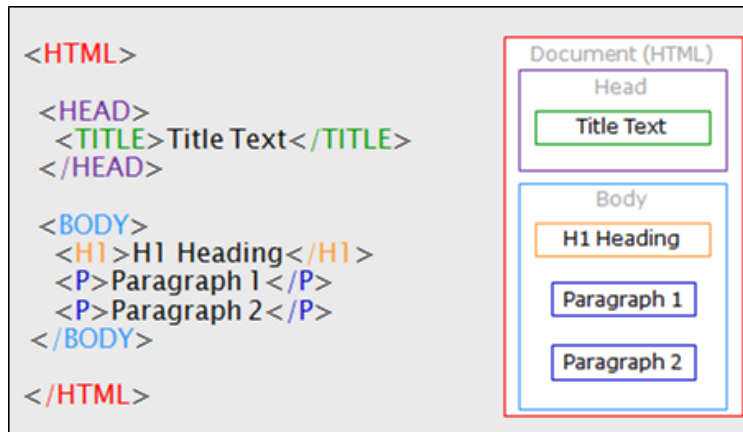 <HTML>
<HEAD>
<TITLE>Title Text</TITLE>
</HEAD>
<BODY>
<H1>H1 Heading</H1>
<P>Paragraph 1</P>
<P>Paragraph 2</P>
</BODY>
</HTML>
Document (HTML)
Head
Title Text
Body
H1 Heading
Paragraph 1
Paragraph 2